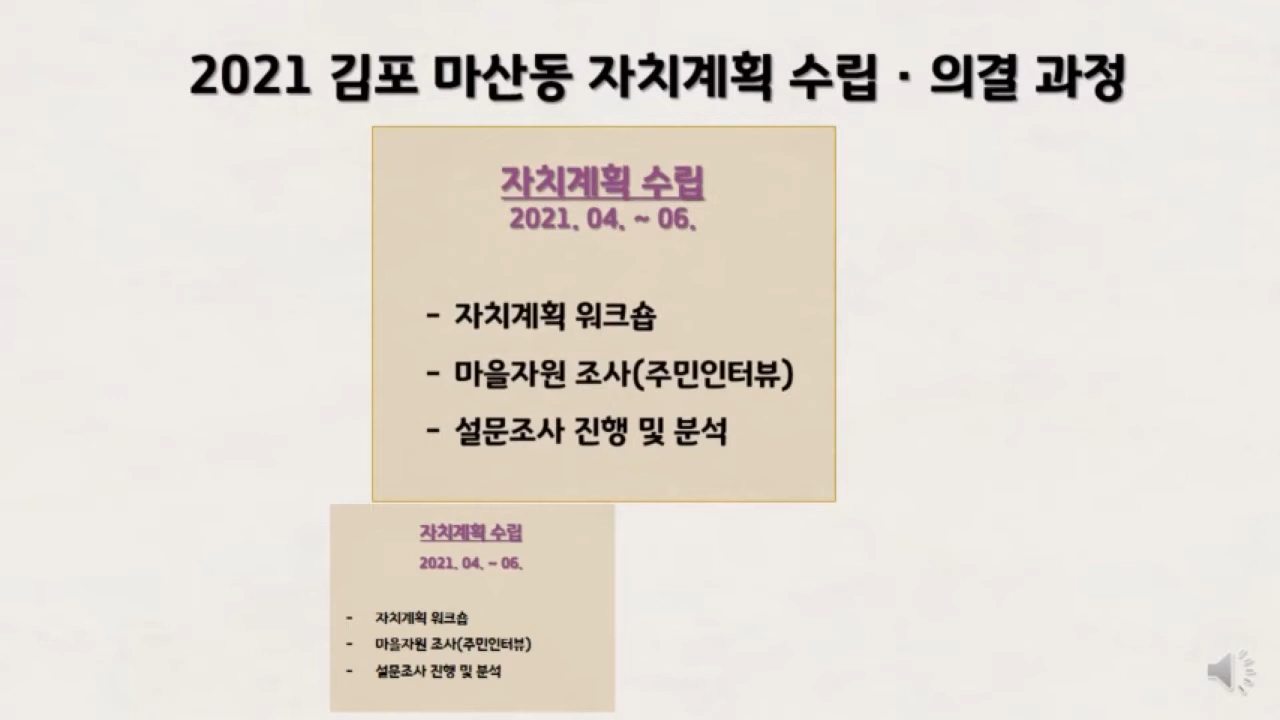 2021 김포 마산동 자치계획 수립 · 의결 과정
자치계획 수립
2021. 04. ~ 06.
- 자치계획 워크숍
- 마을자원 조사(주민인터뷰)
- 설문조사 진행 및 분석
자치계획 수립
2021. 04. ~ 06.
- 자치계획 워크숍
- 마을자원 조사(주민인터뷰)
- 설문조사 진행 및 분석